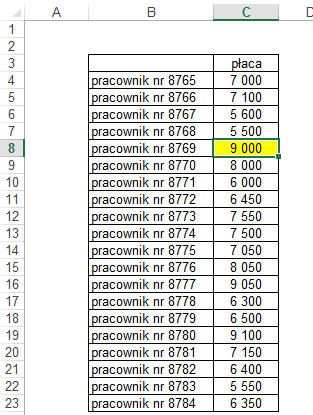 A B C D
1
2
3 płaca
4 pracownik nr 8765 7 000
5 pracownik nr 8766 7 100
6 pracownik nr 8767 5 600
7 pracownik nr 8768 5 500
8 pracownik nr 8769 9 000
9 pracownik nr 8770 8 000
10 pracownik nr 8771 6 000
11 pracownik nr 8772 6 450
12 pracownik nr 8773 7 550
13 pracownik nr 8774 7 500
14 pracownik nr 8775 7 050
15 pracownik nr 8776 8 050
16 pracownik nr 8777 9 050
17 pracownik nr 8778 6 300
18 pracownik nr 8779 6 500
19 pracownik nr 8780 9 100
20 pracownik nr 8781 7 150
21 pracownik nr 8782 6 400
22 pracownik nr 8783 5 550
23 pracownik nr 8784 6 350